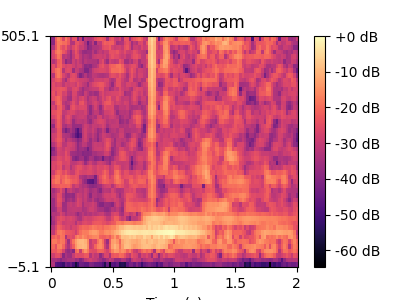 Mel Spectrogram
505.1
−5.1
0
0.5
1
1.5
2
+0 dB
-10 dB
-20 dB
-30 dB
-40 dB
-50 dB
-60 dB